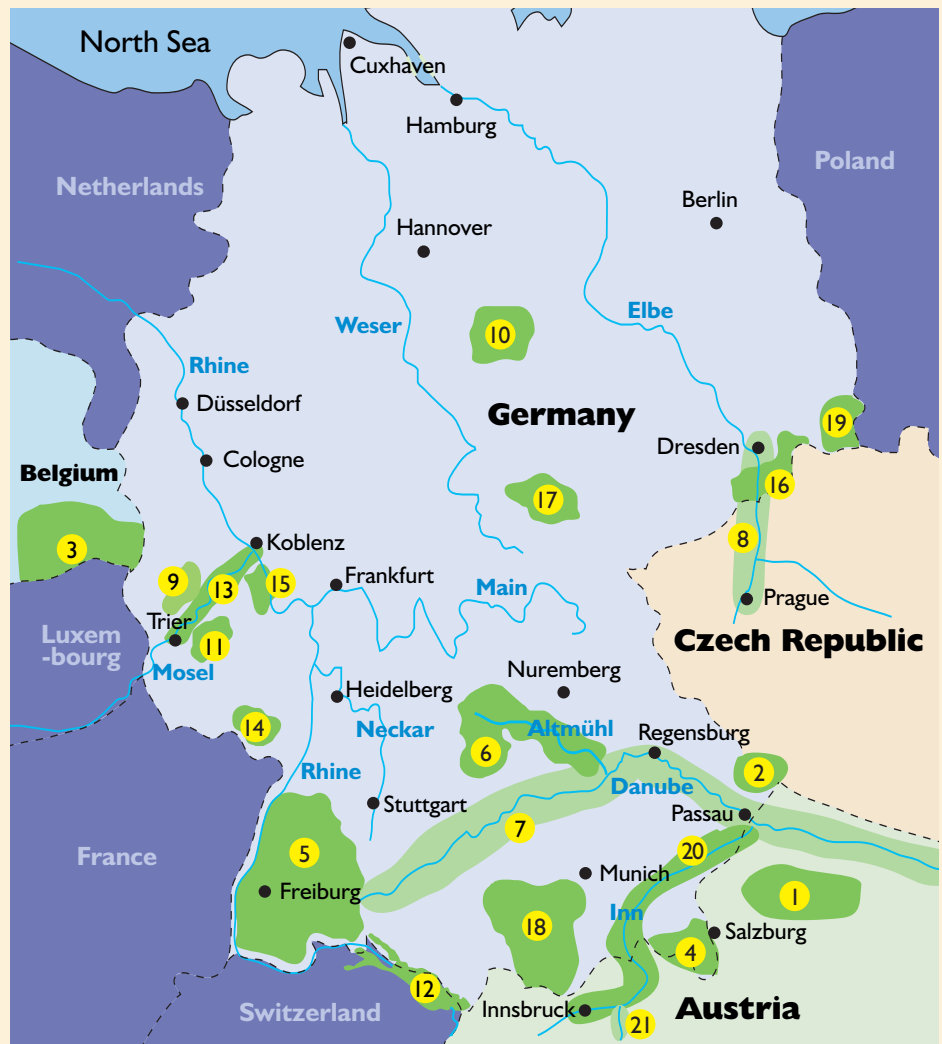 North Sea
Cuxhaven
Hamburg
Poland
Netherlands
Berlin
Hannover
Elbe
Weser
10
Rhine
Düsseldorf
Germany
19
Dresden
Cologne
Belgium
16
17
3
Koblenz
8
9
13
15
Frankfurt
Main
Prague
Trier
11
Luxem
-bourg
Czech Republic
Mosel
Nuremberg
Heidelberg
14
Neckar
Altmühl
Regensburg
6
Rhine
2
Danube
Stuttgart
Passau
7
France
5
20
Munich
Freiburg
1
Inn
18
Salzburg
4
12
Switzerland
Innsbruck
Austria
21